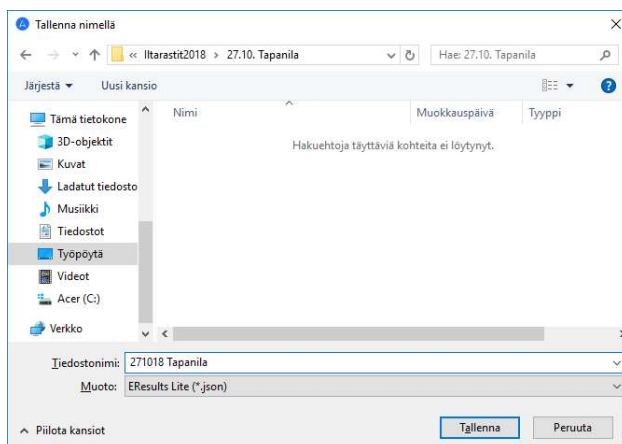 Tallenna nimellä
« Iltarastit2018 > 27.10. Tapanila
Hae: 27.10. Tapanila
Järjestä Uusi kansio
Nimi Muokkauspäivä Tyyppi
Hakuehtoja täyttäviä kohteita ei löytynyt.
Tämä tietokone
3D-objektit
Kuvat
Ladatut tiedosto
Musiikki
Tiedostot
Työpöytä
Videot
Acer (C:)
Verkko
Tiedostonimi: 271018 Tapanila
Muoto: EResults Lite (*.json)
Piilota kansiot Tallenna Peruuta